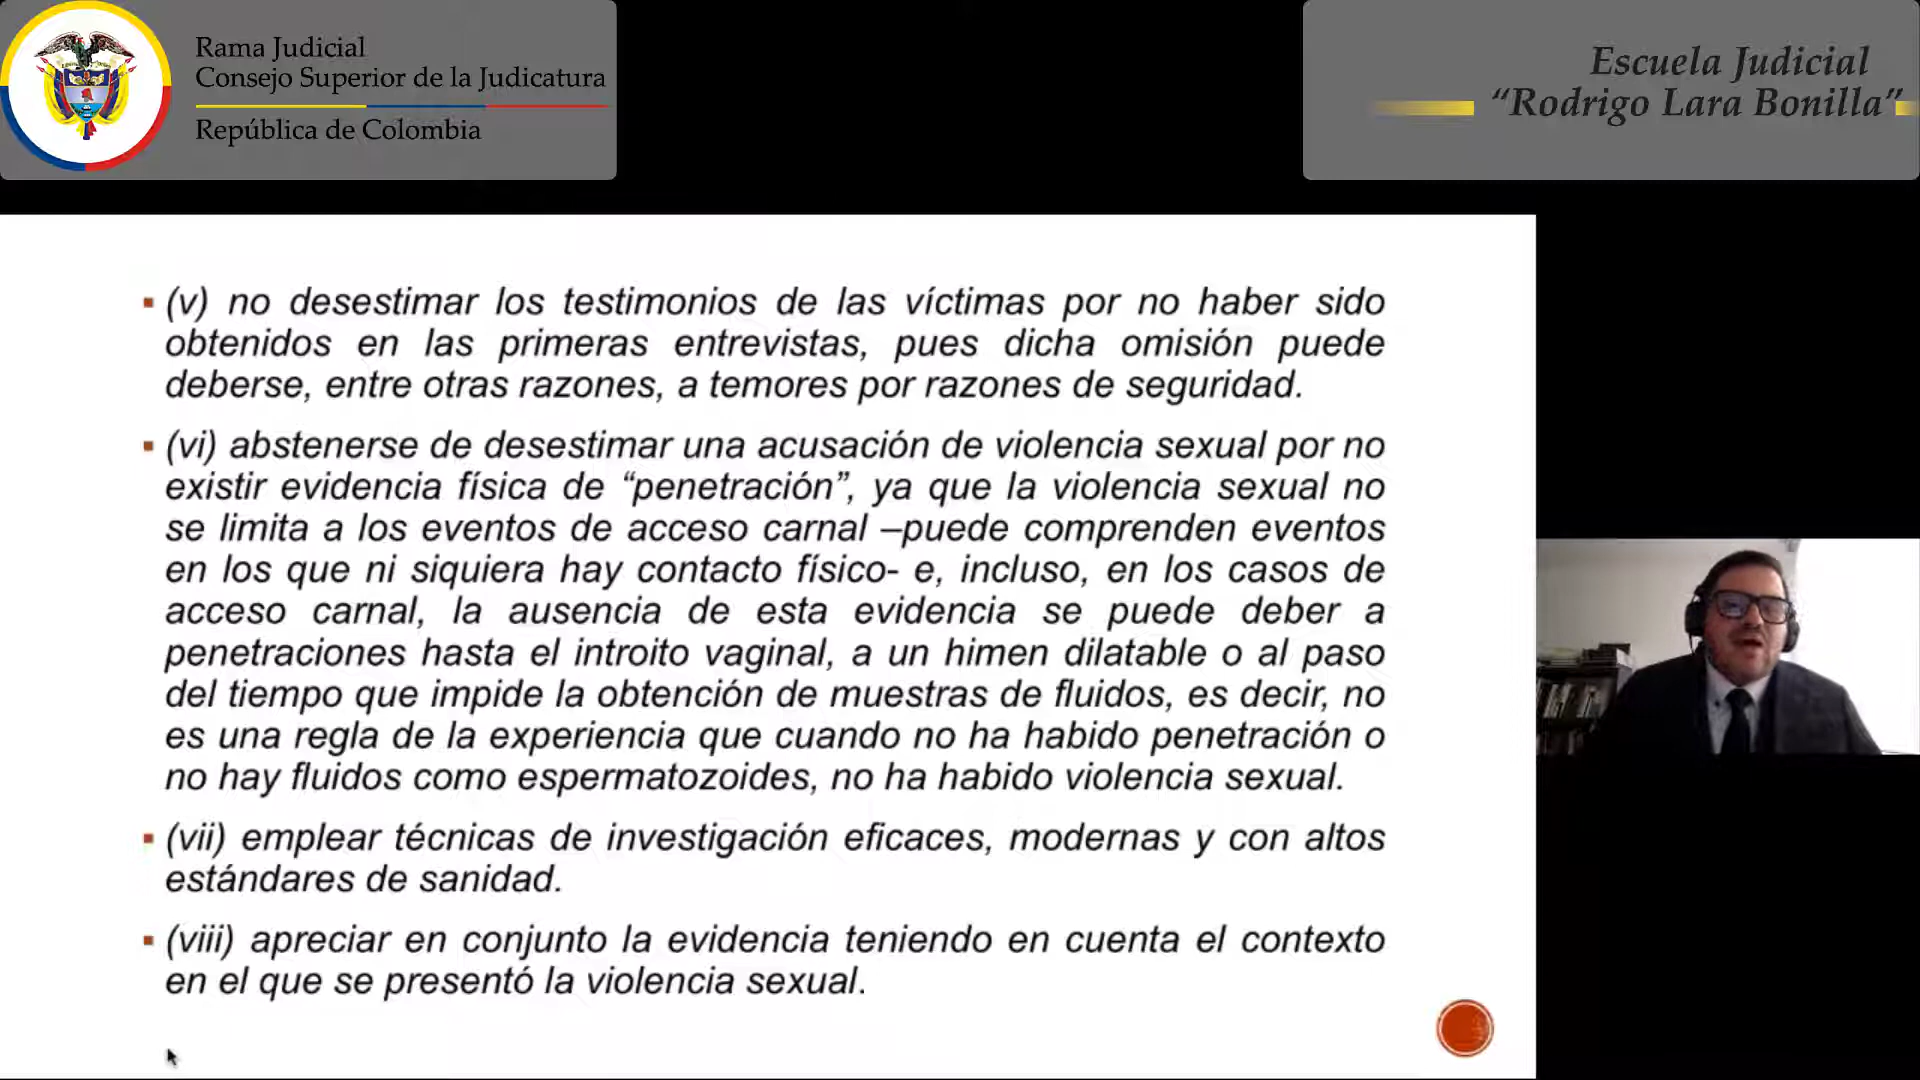 Rama Judicial
Consejo Superior de la Judicatura
República de Colombia
Escuela Judicial
“Rodrigo Lara Bonilla”
(v) no desestimar los testimonios de las víctimas por no haber sido
obtenidos en las primeras entrevistas, pues dicha omisión puede
deberse, entre otras razones, a temores por razones de seguridad.
(vi) abstenerse de desestimar una acusación de violencia sexual por no
existir evidencia física de “penetración”, ya que la violencia sexual no
se limita a los eventos de acceso carnal –puede comprenden eventos
en los que ni siquiera hay contacto físico- e, incluso, en los casos de
acceso carnal, la ausencia de esta evidencia se puede deber a
penetraciones hasta el introito vaginal, a un himen dilatable o al paso
del tiempo que impide la obtención de muestras de fluidos, es decir, no
es una regla de la experiencia que cuando no ha habido penetración o
no hay fluidos como espermatozoides, no ha habido violencia sexual.
(vii) emplear técnicas de investigación eficaces, modernas y con altos
estándares de sanidad.
(viii) apreciar en conjunto la evidencia teniendo en cuenta el contexto
en el que se presentó la violencia sexual.